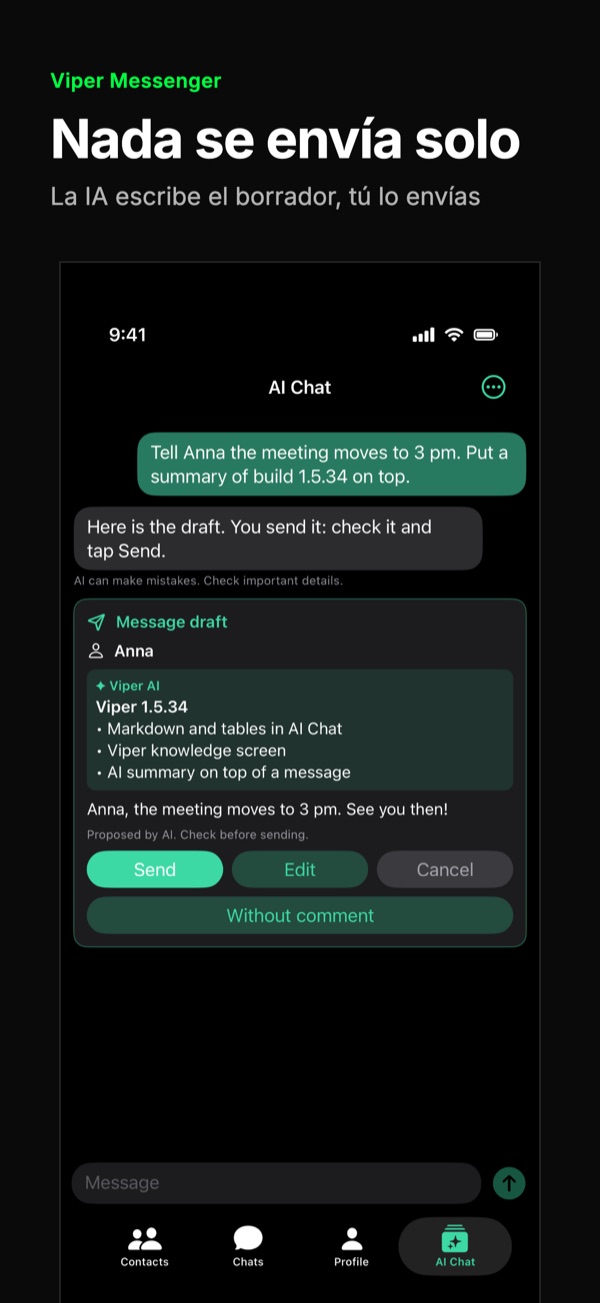 Viper Messenger
Nada se envía solo
La IA escribe el borrador, tú lo envías
9:41
AI Chat
Tell Anna the meeting moves to 3 pm. Put a
summary of build 1.5.34 on top.
Here is the draft. You send it: check it and
tap Send.
AI can make mistakes. Check important details.
Message draft
Anna
Viper AI
Viper 1.5.34
• Markdown and tables in AI Chat
• Viper knowledge screen
• AI summary on top of a message
Anna, the meeting moves to 3 pm. See you then!
Proposed by AI. Check before sending.
Send Edit Cancel
Without comment
Message
Contacts Chats Profile AI Chat